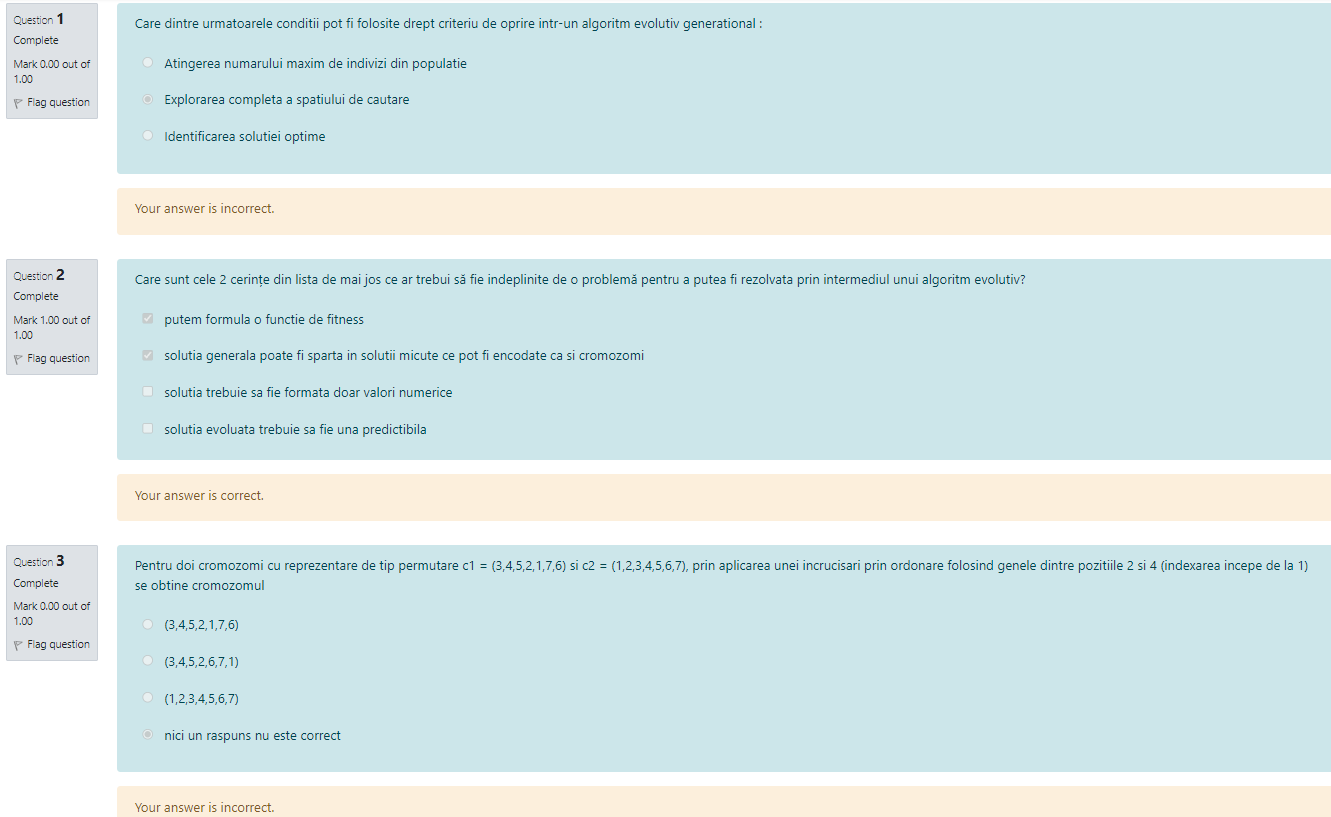 Question 1
Complete
Mark 0.00 out of
1.00
Flag question
Care dintre urmatoarele conditii pot fi folosite drept criteriu de oprire intr-un algoritm evolutiv generational :
Atingerea numarului maxim de indivizi din populatie
Explorarea completa a spatiului de cautare
Identificarea solutiei optime
Your answer is incorrect.
Question 2
Complete
Mark 1.00 out of
1.00
Flag question
Care sunt cele 2 cerințe din lista de mai jos ce ar trebui să fie indeplinite de o problemă pentru a putea fi rezolvata prin intermediul unui algoritm evolutiv?
putem formula o functie de fitness
solutia generala poate fi sparta in solutii micute ce pot fi encodate ca si cromozomi
solutia trebuie sa fie formata doar valori numerice
solutia evoluata trebuie sa fie una predictibila
Your answer is correct.
Question 3
Complete
Mark 0.00 out of
1.00
Flag question
Pentru doi cromozomi cu reprezentare de tip permutare c1 = (3,4,5,2,1,7,6) si c2 = (1,2,3,4,5,6,7), prin aplicarea unei incrucisari prin ordonare folosind genele dintre pozitiile 2 si 4 (indexarea incepe de la 1)
se obtine cromozomul
(3,4,5,2,1,7,6)
(3,4,5,2,6,7,1)
(1,2,3,4,5,6,7)
nici un raspuns nu este correct
Your answer is incorrect.